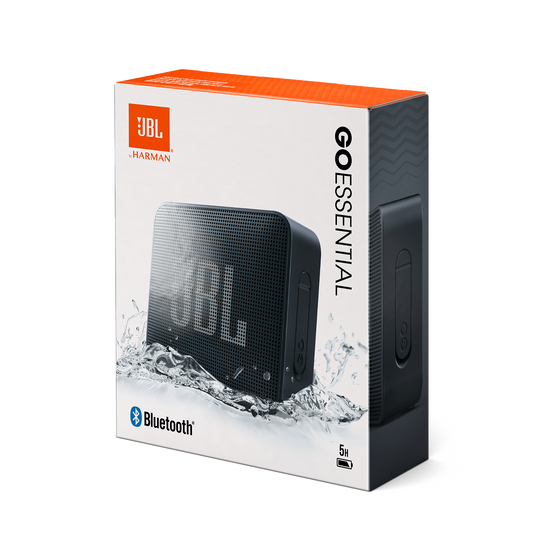 JBL
by HARMAN®
GO ESSENTIAL
JBL
Bluetooth®
5H